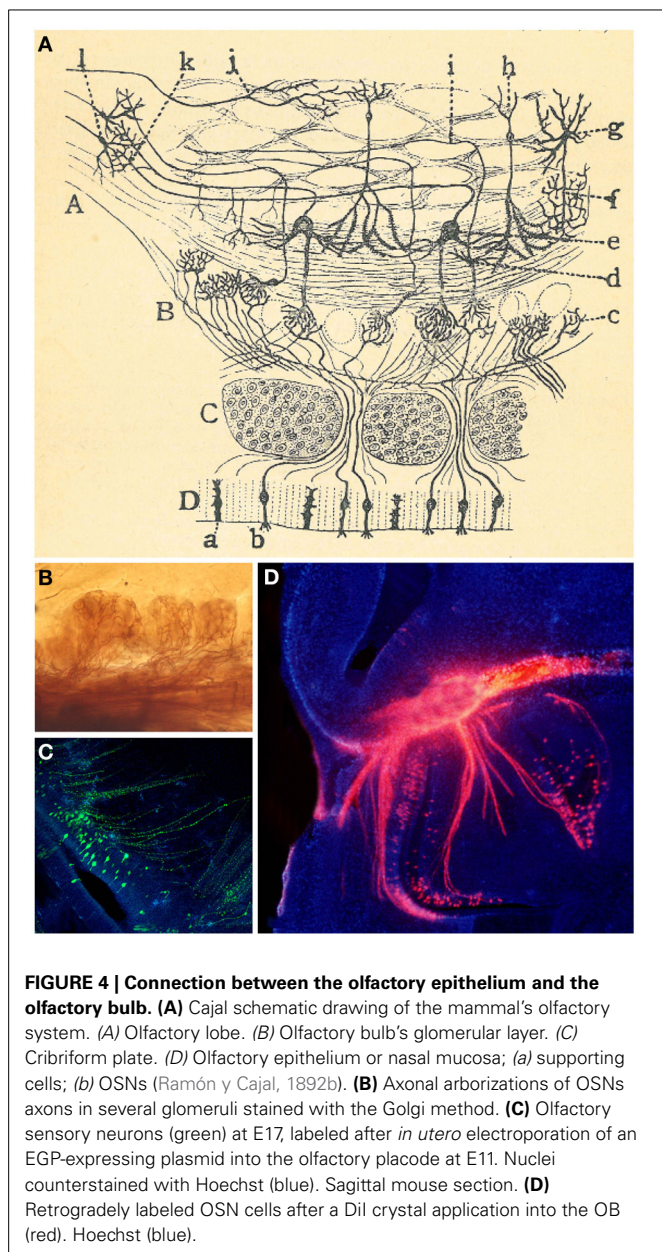 A
l
k
j
i
h
g
f
A
e
d
B
c
C
D
a
b
B
D
C
FIGURE 4 | Connection between the olfactory epithelium and the
olfactory bulb. (A) Cajal schematic drawing of the mammal's olfactory
system. (A) Olfactory lobe. (B) Olfactory bulb's glomerular layer. (C)
Cribriform plate. (D) Olfactory epithelium or nasal mucosa; (a) supporting
cells; (b) OSNs (Ramón y Cajal, 1892b). (B) Axonal arborizations of OSNs
axons in several glomeruli stained with the Golgi method. (C) Olfactory
sensory neurons (green) at E17, labeled after in utero electroporation of an
EGP-expressing plasmid into the olfactory placode at E11. Nuclei
counterstained with Hoechst (blue). Sagittal mouse section. (D)
Retrogradely labeled OSN cells after a DiI crystal application into the OB
(red). Hoechst (blue).